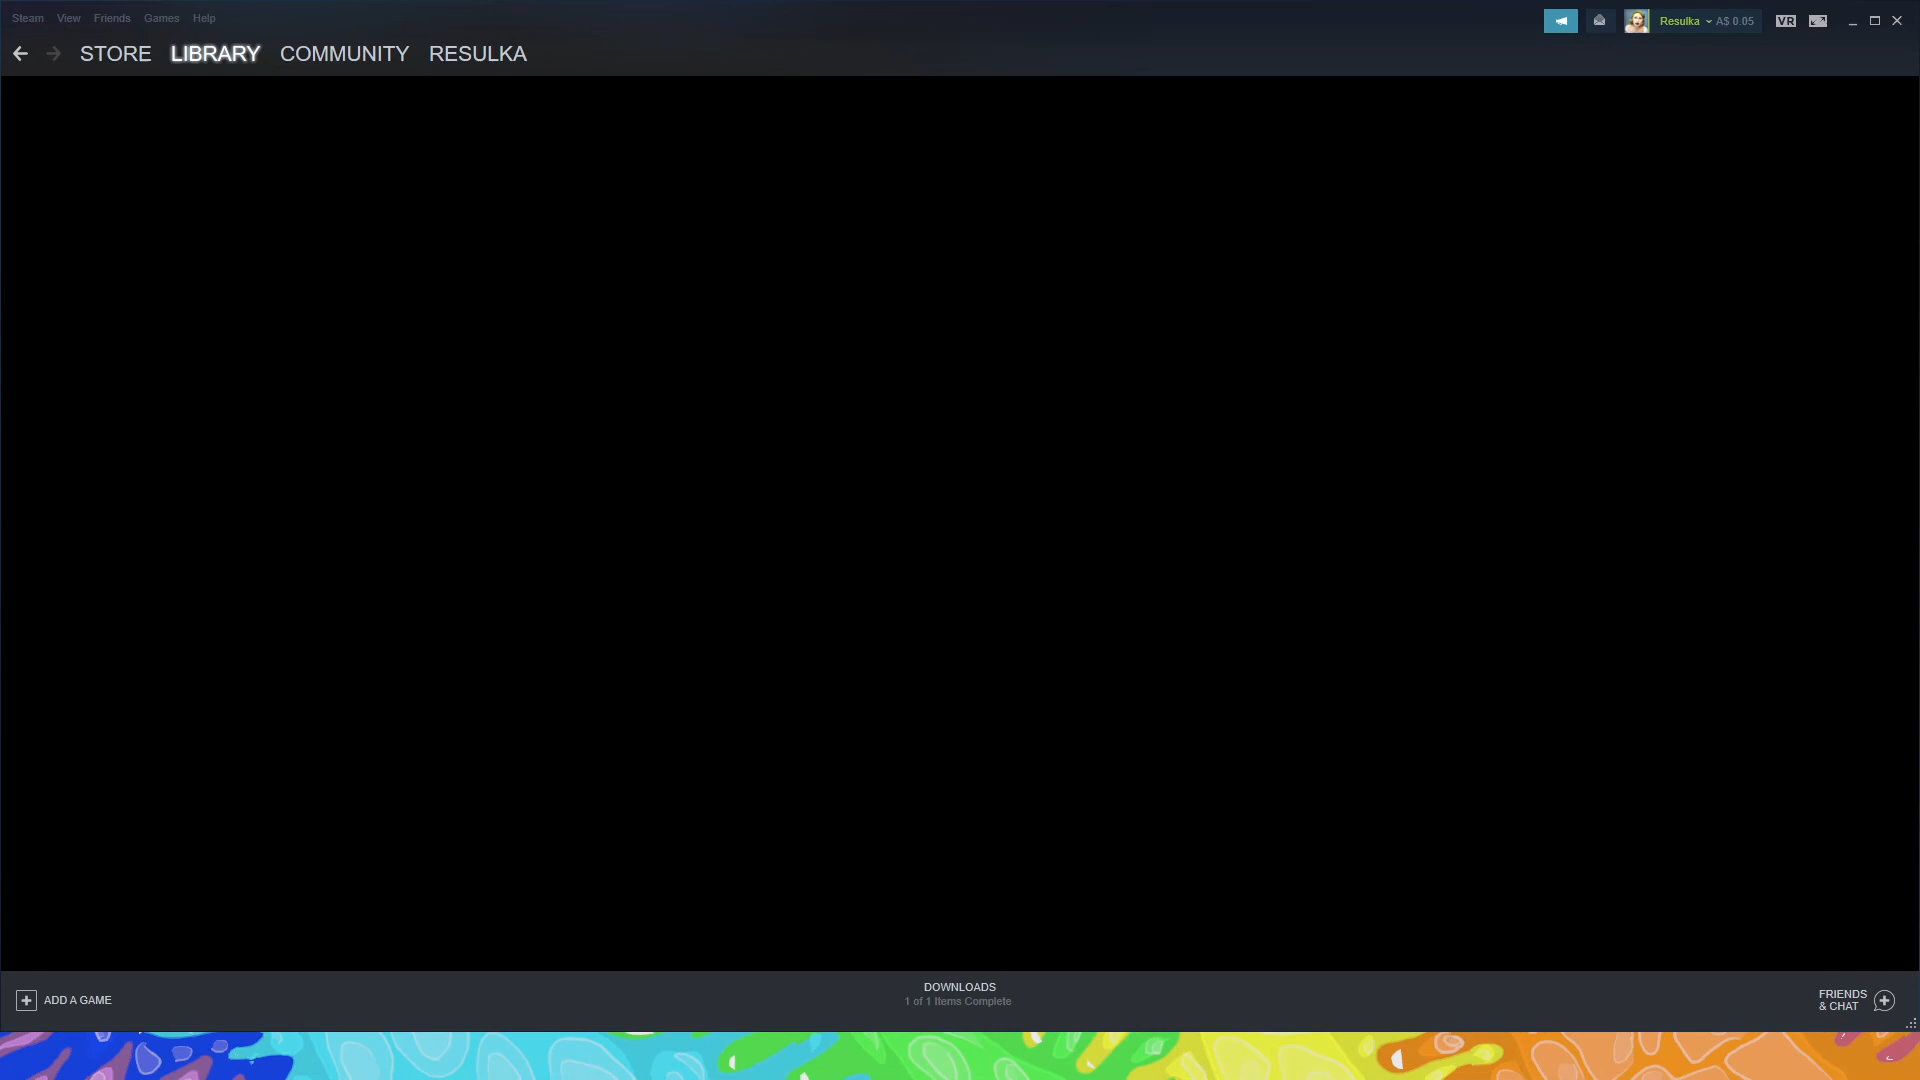 Steam View Friends Games Help
Resulka A$ 0.05 VR
STORE LIBRARY COMMUNITY RESULKA
ADD A GAME
DOWNLOADS
1 of 1 Items Complete
FRIENDS
& CHAT